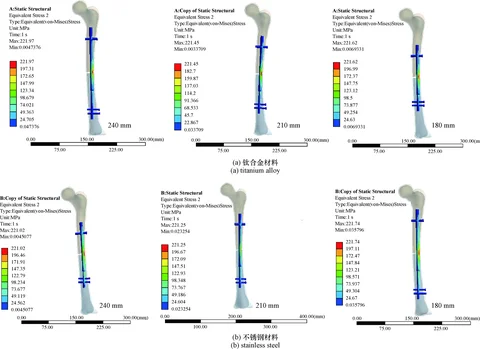 A:Static Structural
Equivalent Stress 2
Type:Equivalent(von-Mises)Stress
Unit:MPa
Time:1 s
Max:221.97
Min:0.0047376
221.97
197.31
172.65
147.99
123.34
98.679
74.021
49.363
24.705
0.047376
240 mm
0.00
150.00
300.00(mm)
75.00
225.00
A:Copy of Static Structural
Equivalent Stress 2
Type:Equivalent(von-Mises)Stress
Unit:MPa
Time:1 s
Max:221.45
Min:0.0033709
221.45
182.7
159.87
137.03
114.2
91.366
68.533
45.7
22.867
0.033709
210 mm
0.00
150.00
300.00(mm)
75.00
225.00
A:Static Structural
Equivalent Stress 2
Type:Equivalent(von-Mises)Stress
Unit:MPa
Time:1 s
Max:221.62
Min:0.0069331
221.62
196.99
172.37
147.75
123.12
98.5
73.877
49.254
24.63
0.0069331
180 mm
0.00
150.00
300.00(mm)
75.00
225.00
(a) 钛合金材料
(a) titanium alloy
B:Copy of Static Structural
Equivalent Stress 2
Type:Equivalent(von-Mises)Stress
Unit:MPa
Time:1 s
Max:221.02
Min:0.0045077
221.02
196.46
171.91
147.35
122.79
98.234
73.677
49.119
24.562
0.0045077
240 mm
0.00
150.00
300.00(mm)
75.00
225.00
B:Static Structural
Equivalent Stress 2
Type:Equivalent(von-Mises)Stress
Unit:MPa
Time:1 s
Max:221.25
Min:0.023254
221.25
196.67
172.09
147.51
122.93
98.348
73.767
49.186
24.604
0.023254
210 mm
0.00
200.00
400.00(mm)
100.00
300.00
B:Copy of Static Structural
Equivalent Stress 2
Type:Equivalent(von-Mises)Stress
Unit:MPa
Time:1 s
Max:221.74
Min:0.035796
221.74
197.11
172.47
147.84
123.21
98.571
73.937
49.304
24.67
0.035796
180 mm
0.00
150.00
300.00(mm)
75.00
225.00
(b) 不锈钢材料
(b) stainless steel